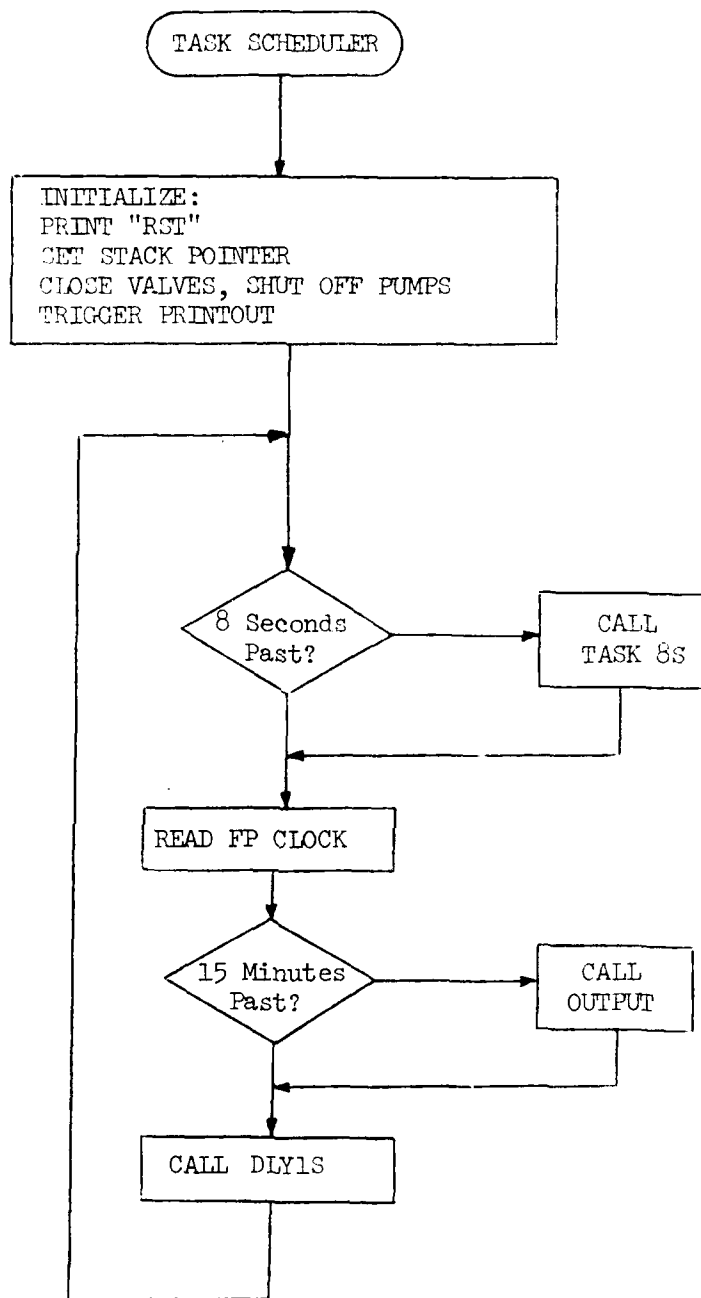 TASK SCHEDULER
INITIALIZE:
PRINT "RST"
SET STACK POINTER
CLOSE VALVES, SHUT OFF PUMPS
TRIGGER PRINTOUT
8 Seconds
Past?
CALL
TASK 8S
READ FP CLOCK
15 Minutes
Past?
CALL
OUTPUT
CALL DLY1S